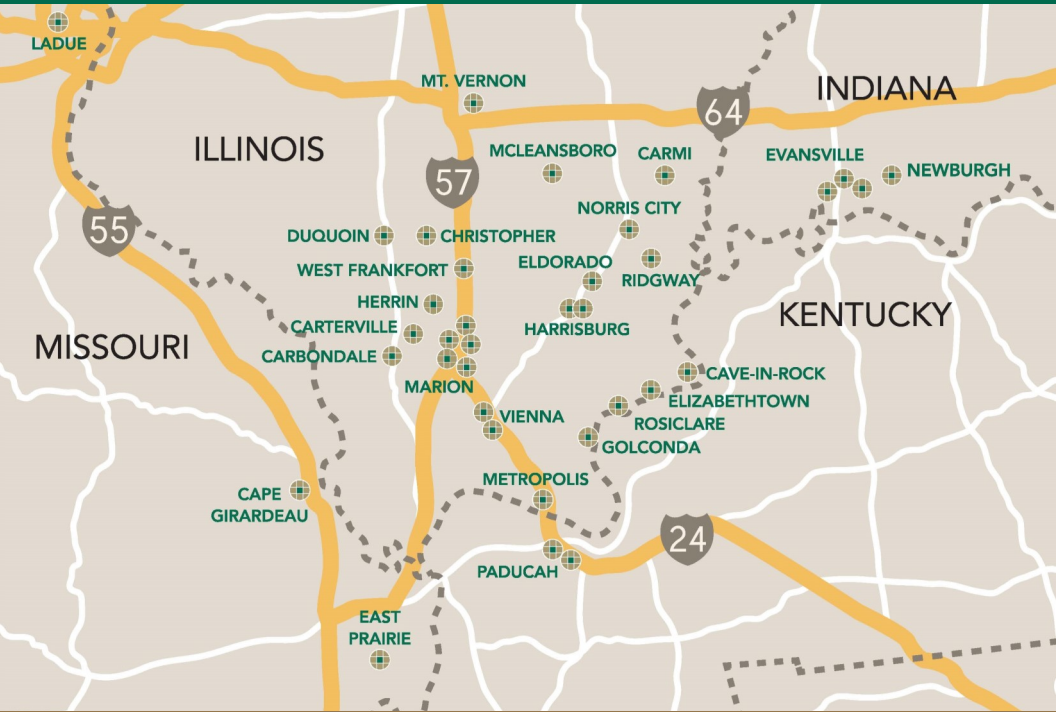 LADUE
MT. VERNON
INDIANA
64
ILLINOIS
MCLEANSBORO
CARMI
EVANSVILLE
NEWBURGH
57
NORRIS CITY
55
DUQUOIN
CHRISTOPHER
WEST FRANKFORT
ELDORADO
RIDGWAY
HERRIN
CARTERVILLE
HARRISBURG
KENTUCKY
MISSOURI
CARBONDALE
MARION
CAVE-IN-ROCK
ELIZABETHTOWN
VIENNA
ROSICLARE
GOLCONDA
METROPOLIS
CAPE
GIRARDEAU
24
PADUCAH
EAST
PRAIRIE